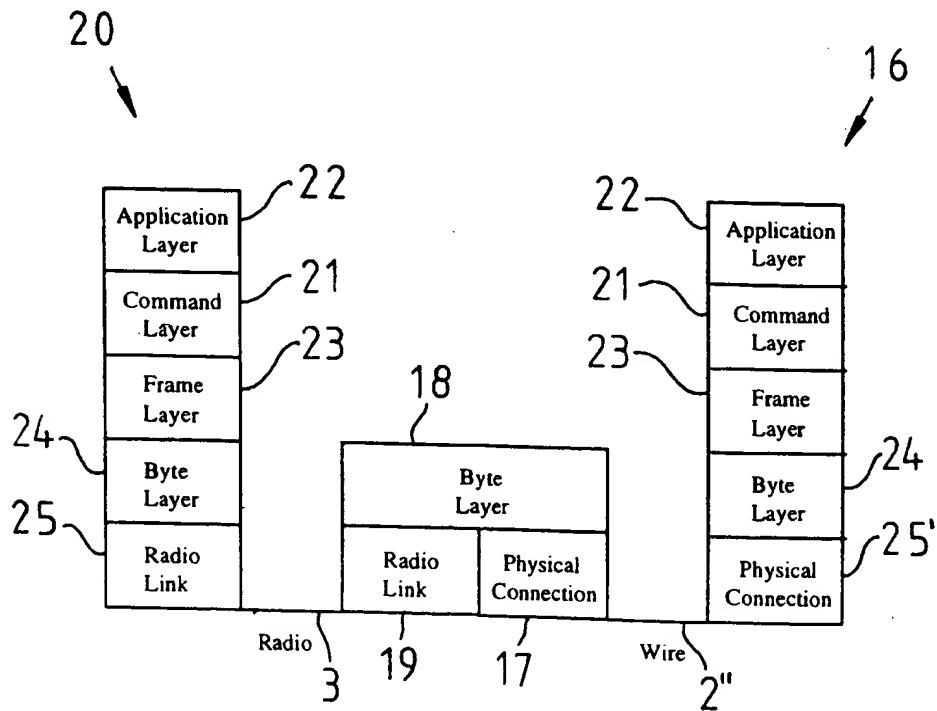 20
16
22
Application
Layer
22
Application
Layer
21
Command
Layer
21
Command
Layer
23
Frame
Layer
23
Frame
Layer
18
24
Byte
Layer
Byte
Layer
24
Byte
Layer
25
Radio
Link
Radio
Link
Physical
Connection
25'
Physical
Connection
Radio
3
19
17
Wire
2"